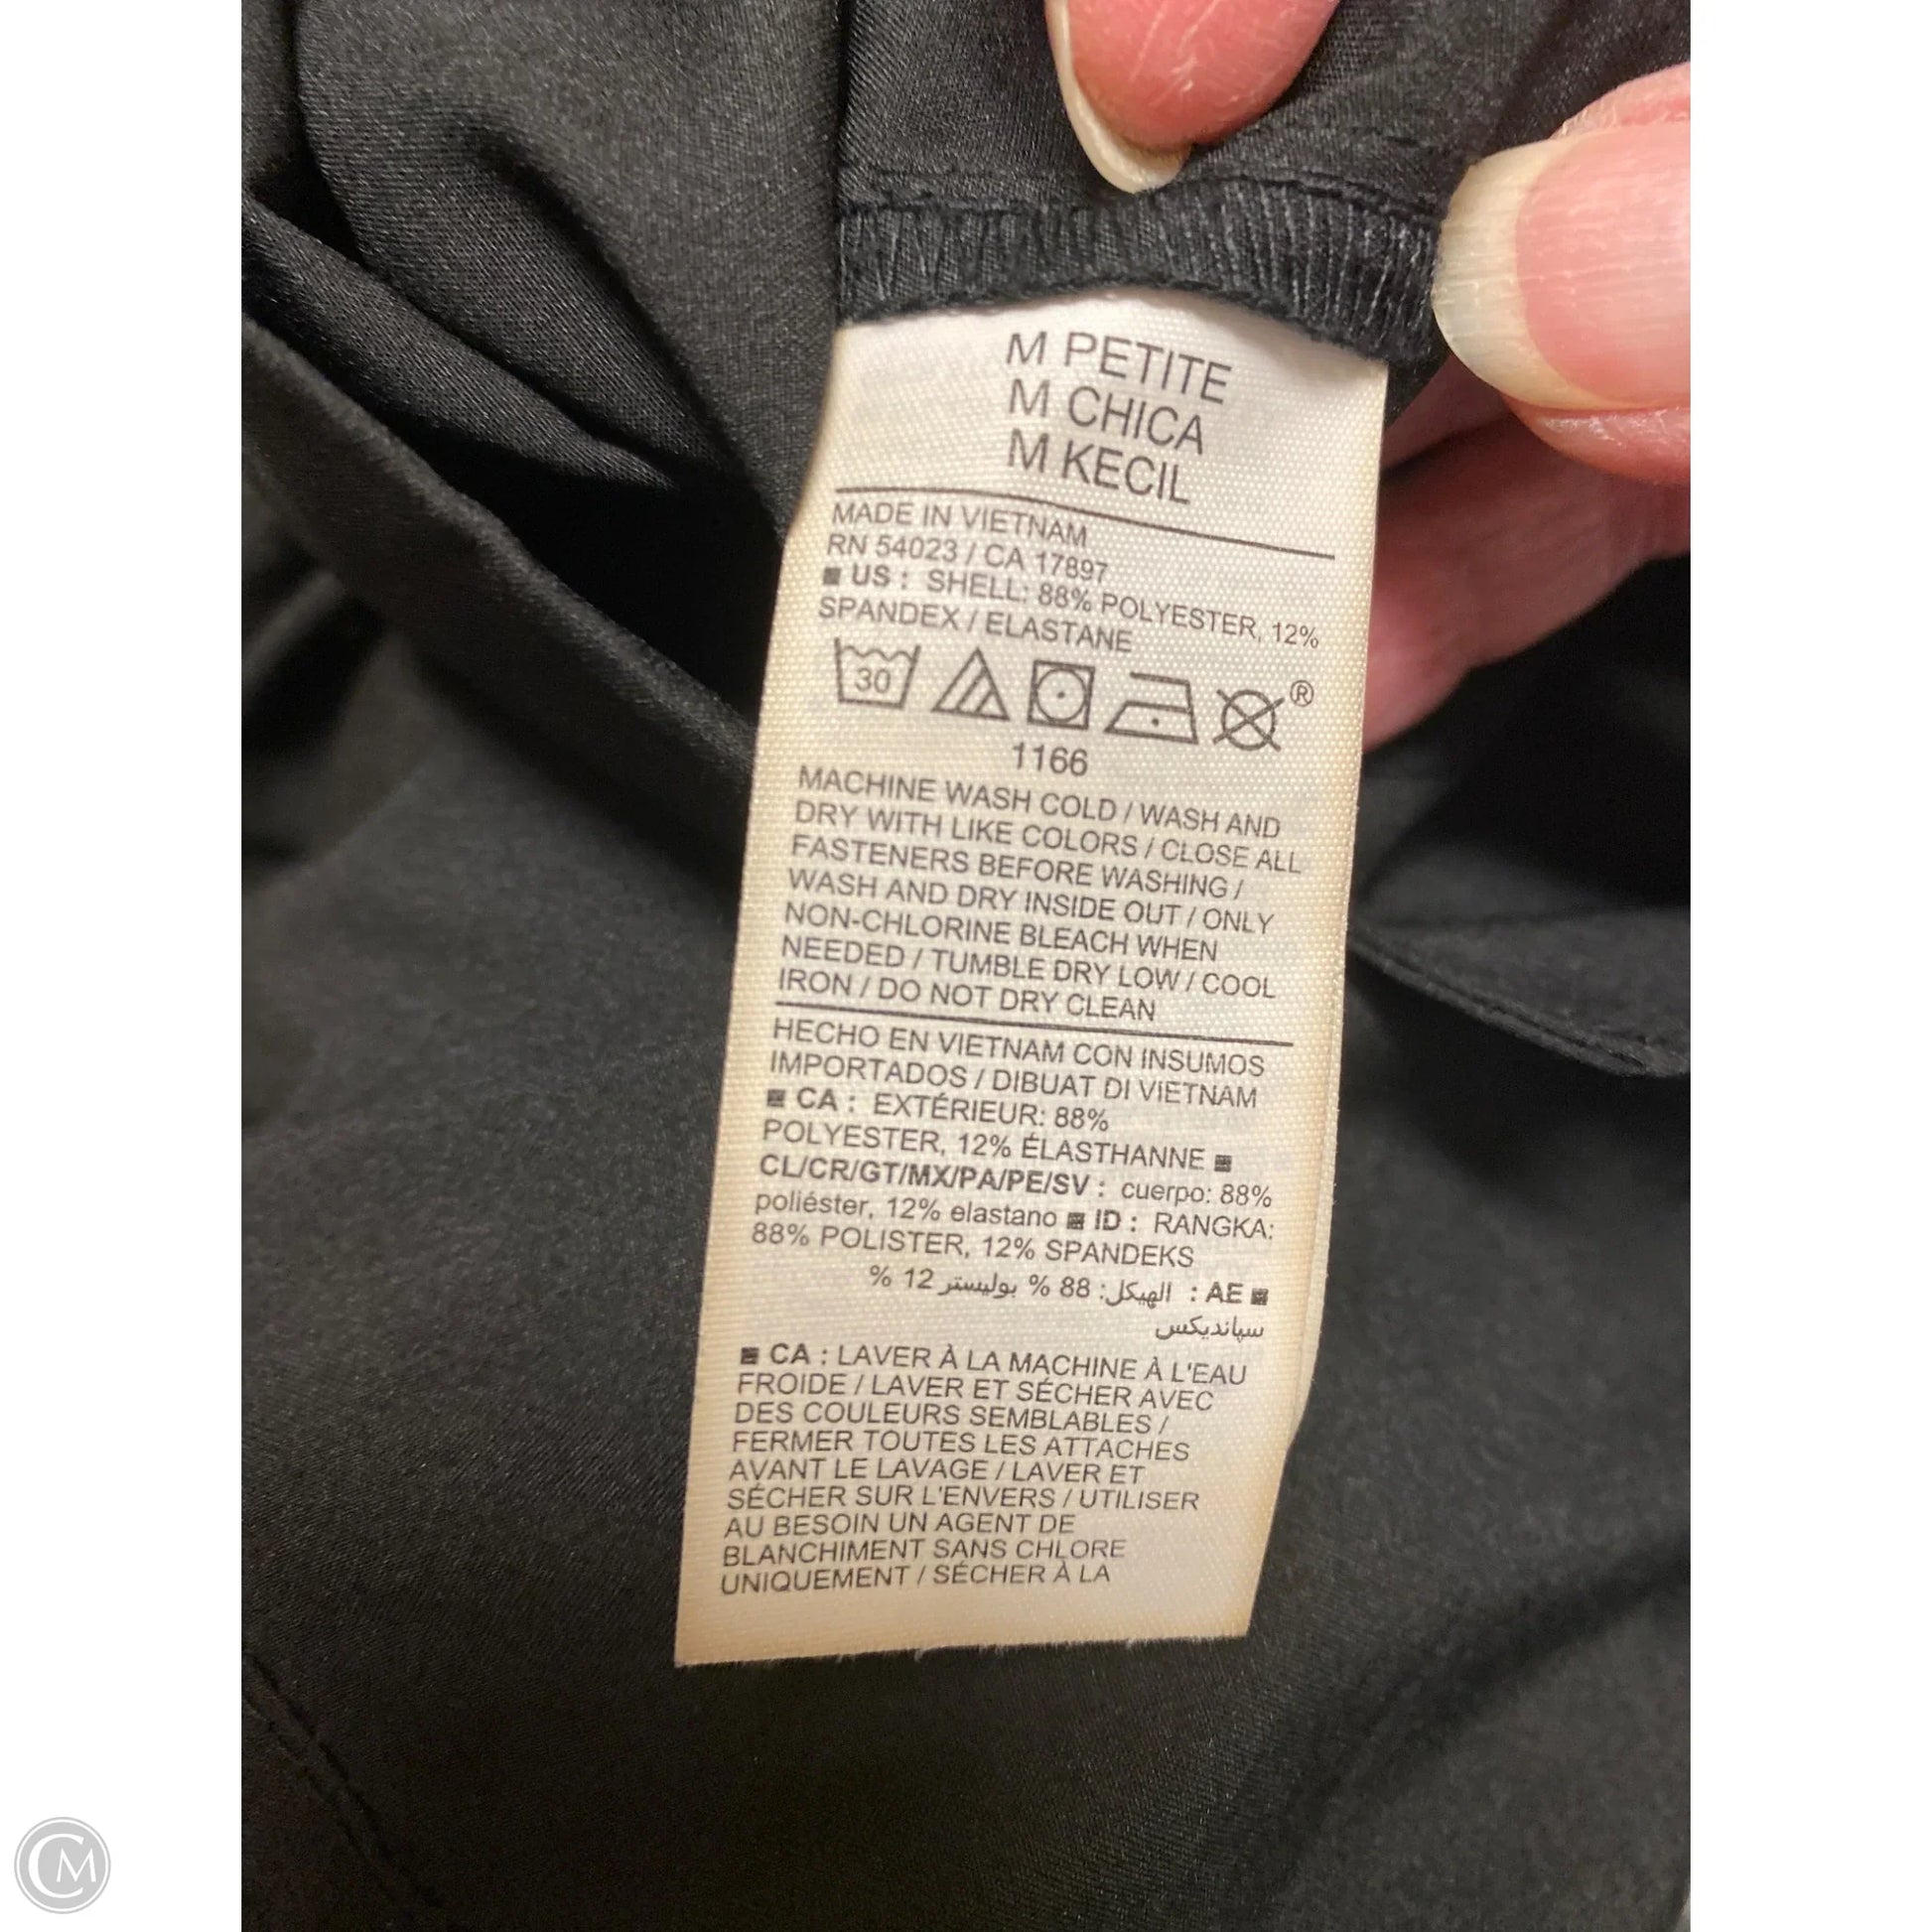 M PETITE
M CHICA
M KECIL
MADE IN VIETNAM
RN 54023 / CA 17897
US : SHELL: 88% POLYESTER, 12%
SPANDEX / ELASTANE
30 ®
1166
MACHINE WASH COLD / WASH AND
DRY WITH LIKE COLORS / CLOSE ALL
FASTENERS BEFORE WASHING /
WASH AND DRY INSIDE OUT / ONLY
NON-CHLORINE BLEACH WHEN
NEEDED / TUMBLE DRY LOW / COOL
IRON / DO NOT DRY CLEAN
HECHO EN VIETNAM CON INSUMOS
IMPORTADOS / DIBUAT DI VIETNAM
CA : EXTÉRIEUR: 88%
POLYESTER, 12% ÉLASTHANNE
CL/CR/GT/MX/PA/PE/SV : cuerpo: 88%
poliéster, 12% elastano ID : RANGKA:
88% POLISTER, 12% SPANDEKS
AE : الهيكل: 88 % بوليستر 12 %
سپانديكس
CA : LAVER À LA MACHINE À L'EAU
FROIDE / LAVER ET SÉCHER AVEC
DES COULEURS SEMBLABLES /
FERMER TOUTES LES ATTACHES
AVANT LE LAVAGE / LAVER ET
SÉCHER SUR L'ENVERS / UTILISER
AU BESOIN UN AGENT DE
BLANCHIMENT SANS CHLORE
UNIQUEMENT / SÉCHER À LA
CM